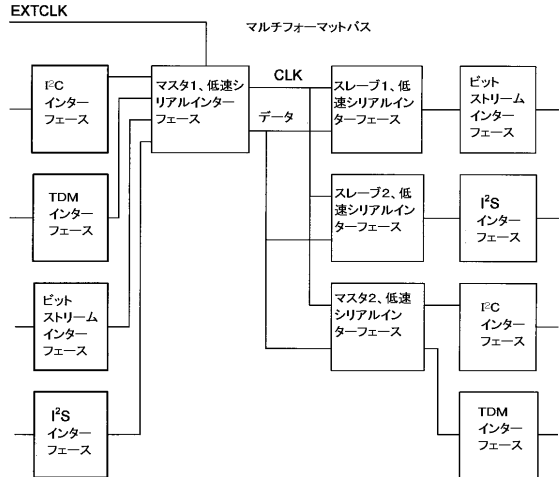 EXTCLK
マルチフォーマットバス
I²C
インター
フェース
TDM
インター
フェース
ビット
ストリーム
インター
フェース
I²S
インター
フェース
マスタ1、低速シ
リアルインター
フェース
CLK
データ
スレーブ1、低
速シリアルインタ
ーフェース
スレーブ2、低
速シリアルイン
ターフェース
マスタ2、低速
シリアルイン
ターフェース
ビット
ストリーム
インター
フェース
I²S
インター
フェース
I²C
インター
フェース
TDM
インター
フェース